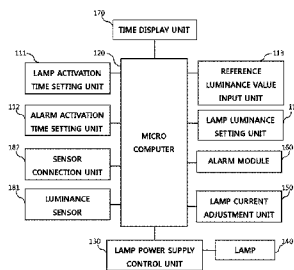 170
TIME DISPLAY UNIT
111
120
113
LAMP ACTIVATION
TIME SETTING UNIT
REFERENCE
LUMINANCE VALUE
INPUT UNIT
112
ALARM ACTIVATION
TIME SETTING UNIT
MICRO
COMPUTER
LAMP LUMINANCE
SETTING UNIT
182
SENSOR
CONNECTION UNIT
160
ALARM MODULE
181
LUMINANCE
SENSOR
150
LAMP CURRENT
ADJUSTMENT UNIT
130
LAMP POWER SUPPLY
CONTROL UNIT
LAMP
140